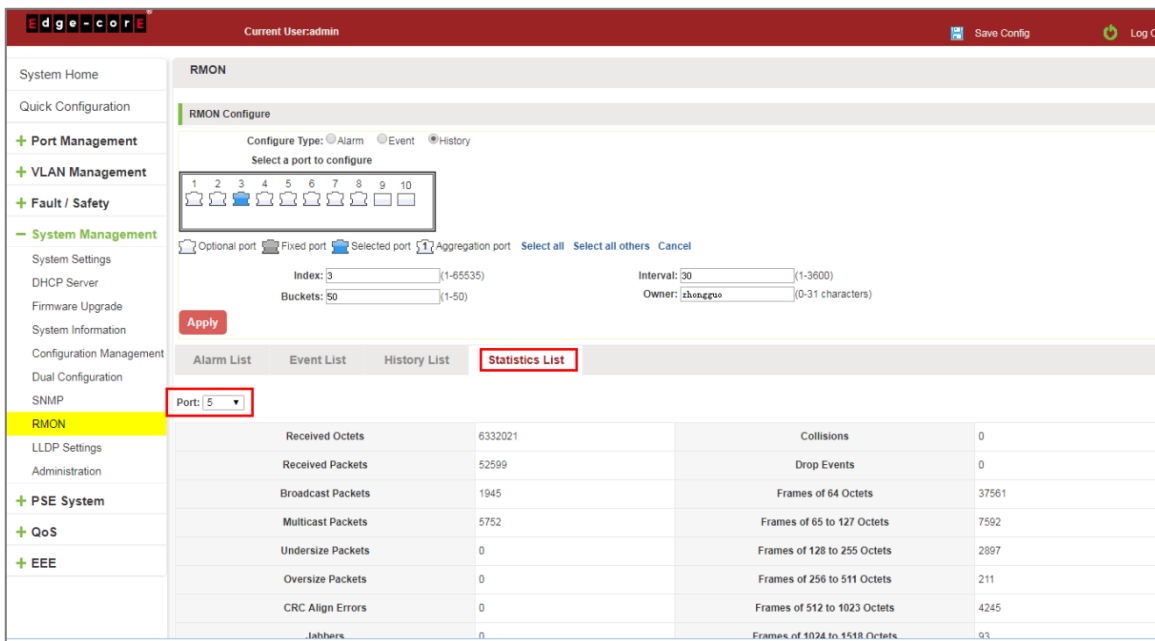 Edge-corE®
Current User:admin
Save Config
Log
System Home
Quick Configuration
+ Port Management
+ VLAN Management
+ Fault / Safety
− System Management
System Settings
DHCP Server
Firmware Upgrade
System Information
Configuration Management
Dual Configuration
SNMP
RMON
LLDP Settings
Administration
+ PSE System
+ QoS
+ EEE
RMON
RMON Configure
Configure Type: Alarm Event History
Select a port to configure
1 2 3 4 5 6 7 8 9 10
Optional port Fixed port Selected port 1 Aggregation port Select all Select all others Cancel
Index: 3 (1-65535) Interval: 30 (1-3600)
Buckets: 50 (1-50) Owner: zhongguo (0-31 characters)
Apply
Alarm List Event List History List Statistics List
Port: 5
Received Octets 6332021 Collisions 0
Received Packets 52599 Drop Events 0
Broadcast Packets 1945 Frames of 64 Octets 37561
Multicast Packets 5752 Frames of 65 to 127 Octets 7592
Undersize Packets 0 Frames of 128 to 255 Octets 2897
Oversize Packets 0 Frames of 256 to 511 Octets 211
CRC Align Errors 0 Frames of 512 to 1023 Octets 4245
Jabbers 0 Frames of 1024 to 1518 Octets 93